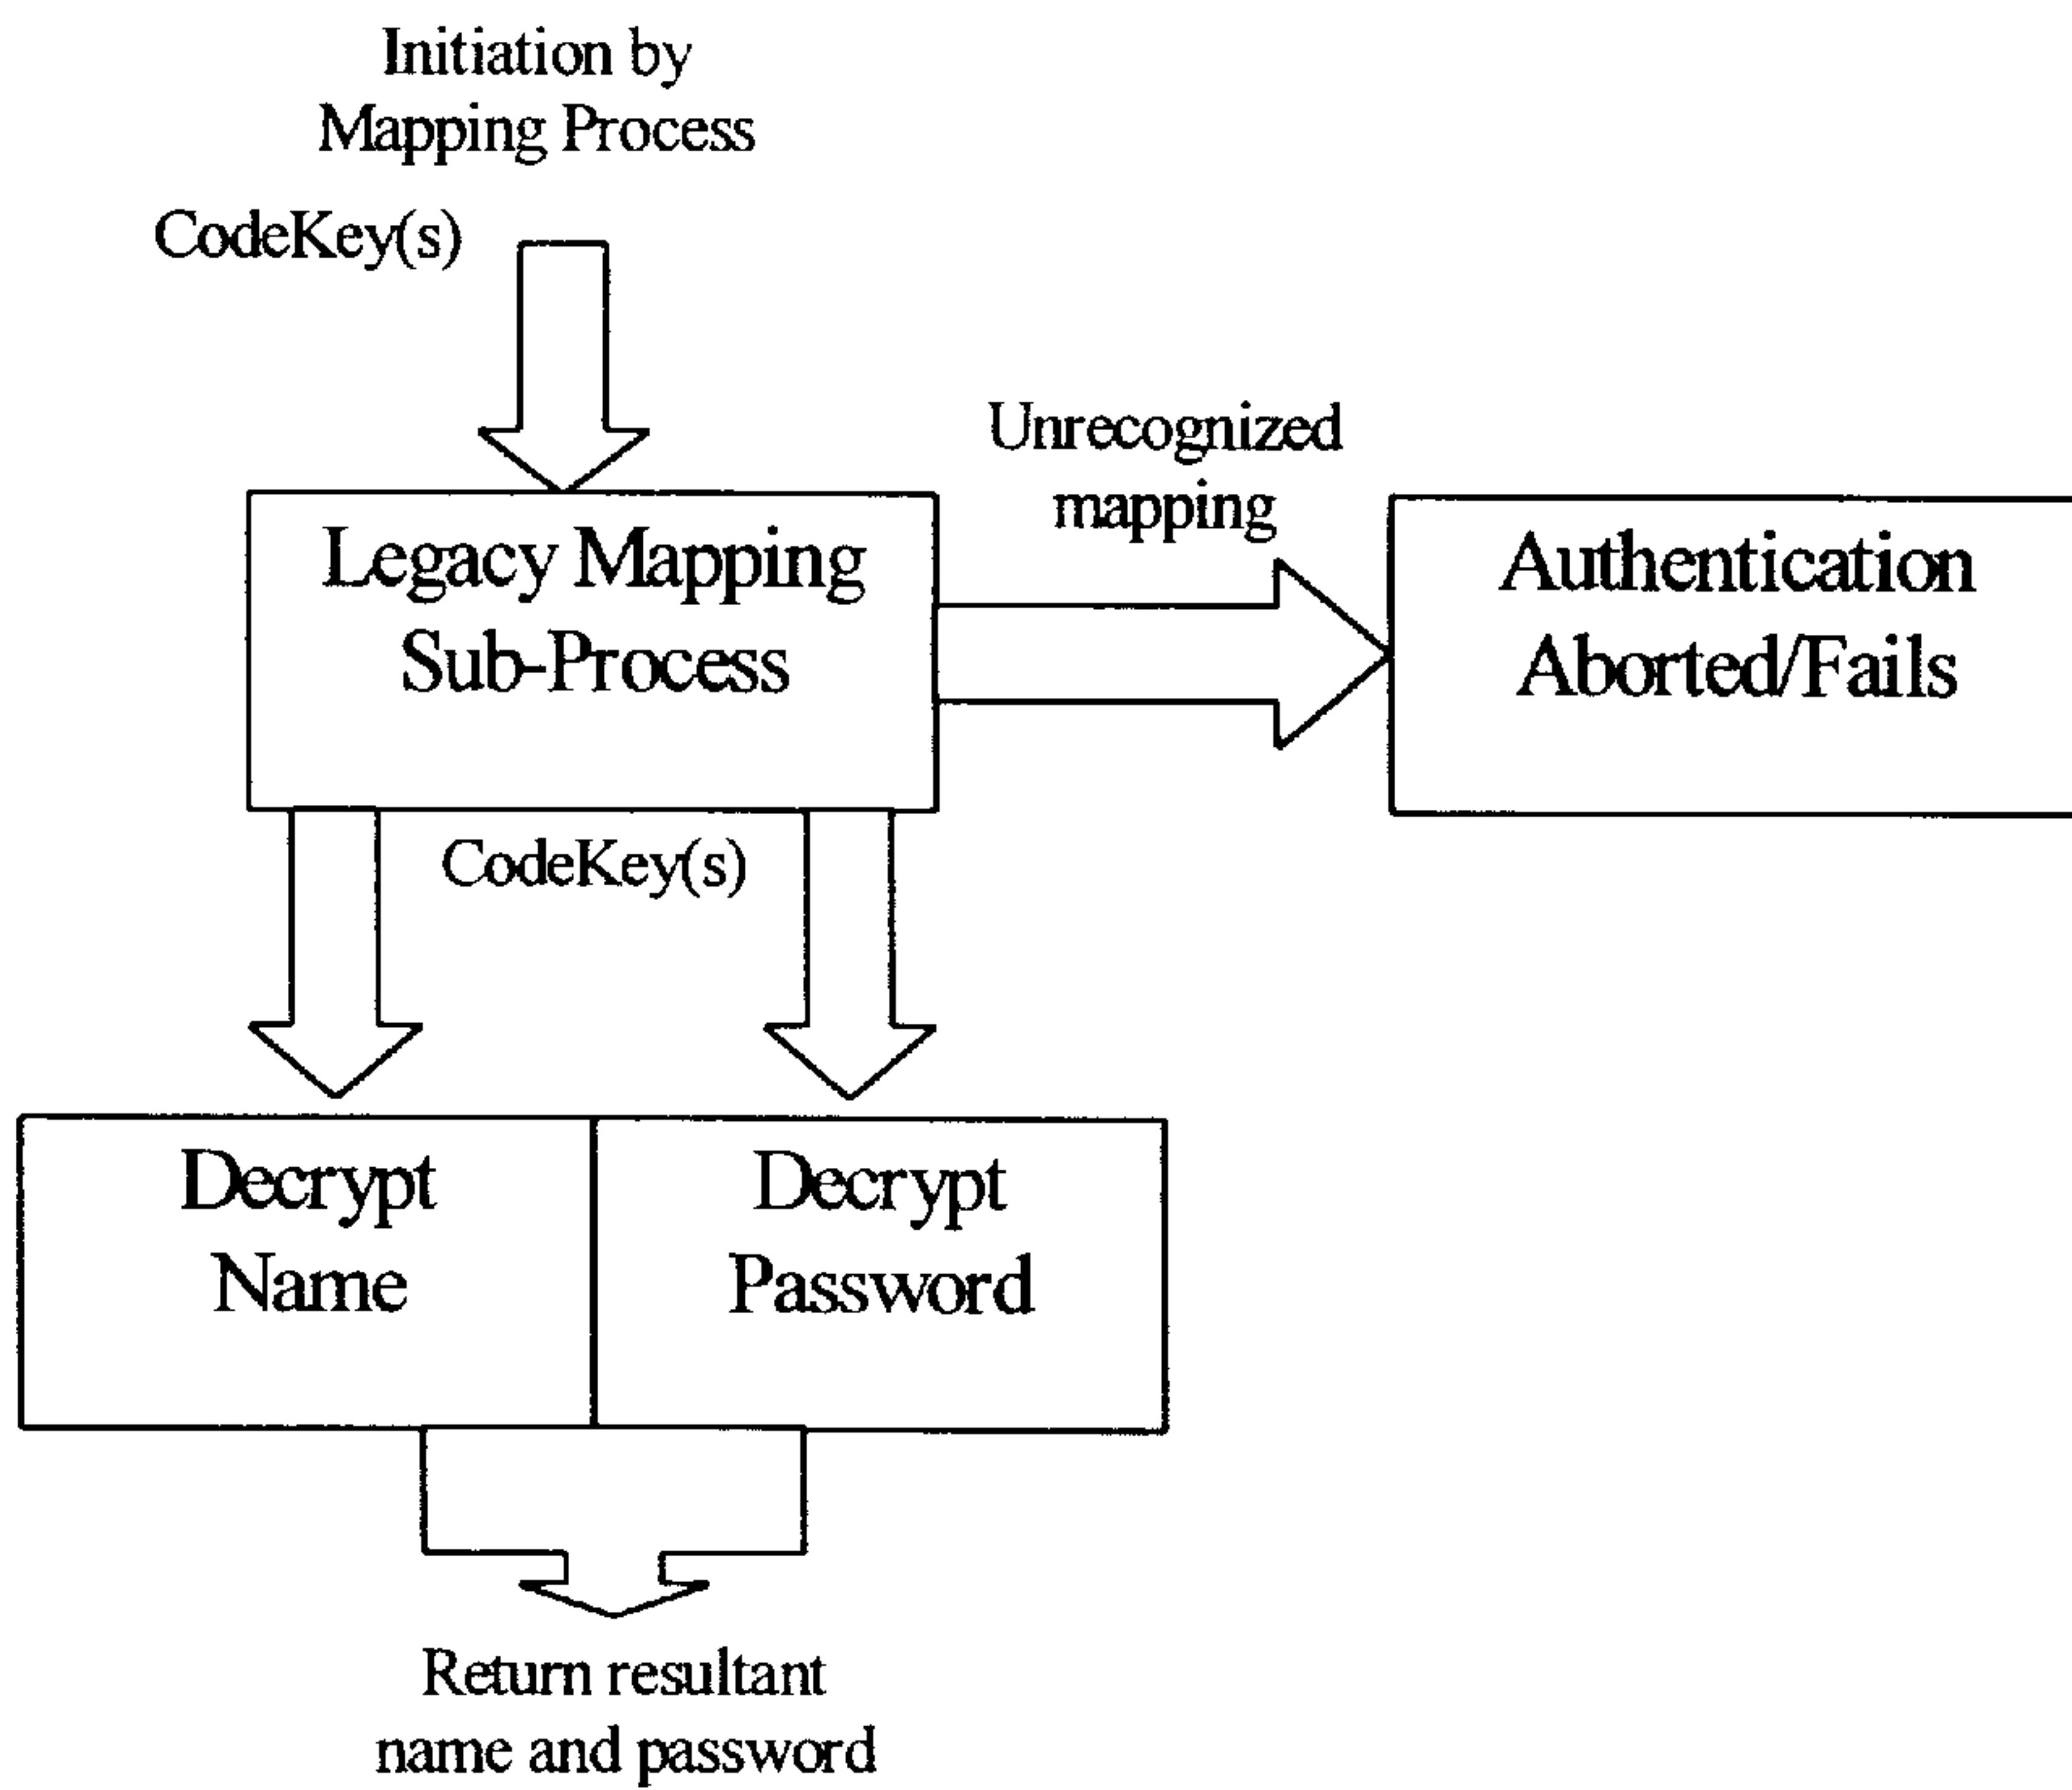 Initiation by
Mapping Process
CodeKey(s)
Unrecognized
mapping
Legacy Mapping
Sub-Process
Authentication
Aborted/Fails
CodeKey(s)
Decrypt
Name
Decrypt
Password
Return resultant
name and password